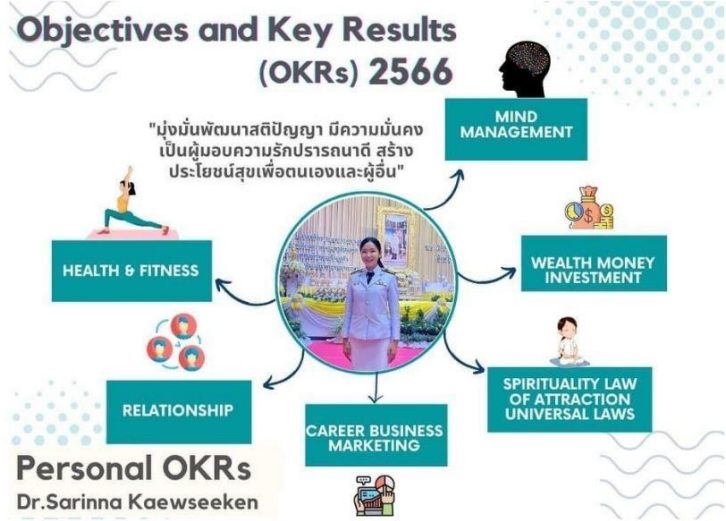 Objectives and Key Results
(OKRs) 2566
"มุ่งมั่นพัฒนาสติปัญญา มีความมั่นคง
เป็นผู้มอบความรักปรารถนาดี สร้าง
ประโยชน์สุขเพื่อตนเองและผู้อื่น"
MIND
MANAGEMENT
HEALTH & FITNESS
WEALTH MONEY
INVESTMENT
RELATIONSHIP
SPIRITUALITY LAW
OF ATTRACTION
UNIVERSAL LAWS
CAREER BUSINESS
MARKETING
Personal OKRs
Dr.Sarinna Kaewseeken